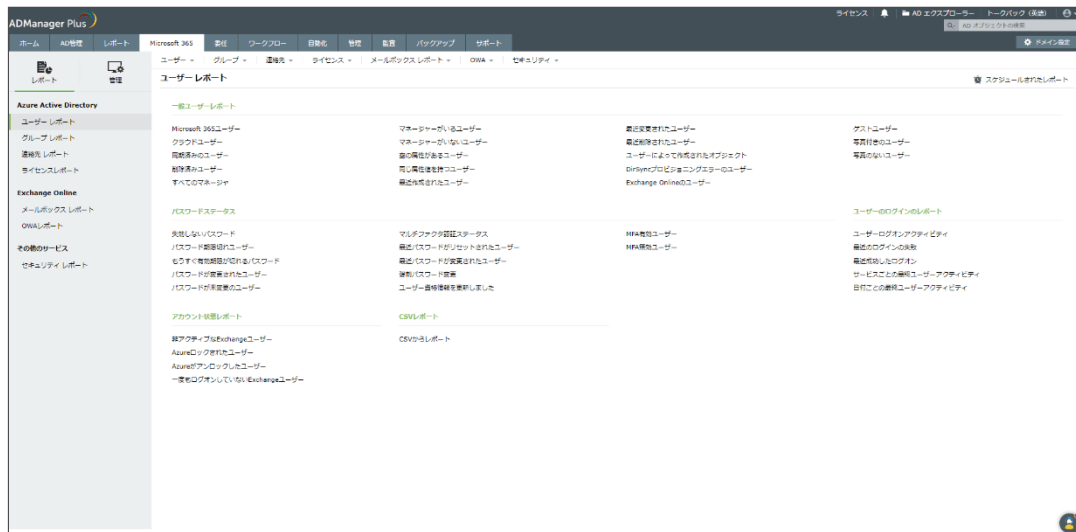 ライセンス AD エクスプローラー トークバック (英語)
ADManager Plus
AD オブジェクトの検索
ホーム AD管理 レポート Microsoft 365 委任 ワークフロー 自動化 管理 監査 バックアップ サポート ドメイン設定
ユーザー グループ 連絡先 ライセンス メールボックス レポート OWA セキュリティ
レポート 管理
ユーザー レポート スケジュールされたレポート
Azure Active Directory
ユーザー レポート
グループ レポート
連絡先 レポート
ライセンスレポート
Exchange Online
メールボックス レポート
OWAレポート
その他のサービス
セキュリティ レポート
一般ユーザーレポート
Microsoft 365ユーザー マネージャーがいるユーザー 最近変更されたユーザー ゲストユーザー
クラウドユーザー マネージャーがいないユーザー 最近削除されたユーザー 写真付きのユーザー
同期済みのユーザー 空の属性があるユーザー ユーザーによって作成されたオブジェクト 写真のないユーザー
削除済みユーザー 同じ属性値を持つユーザー DirSyncプロビジョニングエラーのユーザー
すべてのマネージャ 最近作成されたユーザー Exchange Onlineのユーザー
パスワードステータス ユーザーのログインのレポート
失効しないパスワード マルチファクタ認証ステータス MFA有効ユーザー ユーザーログオンアクティビティ
パスワード期限切れユーザー 最近パスワードがリセットされたユーザー MFA無効ユーザー 最近のログインの失敗
もうすぐ有効期限が切れるパスワード 最近パスワードが変更されたユーザー 最近成功したログオン
パスワードが変更されたユーザー 強制パスワード変更 サービスごとの最終ユーザーアクティビティ
パスワードが未変更のユーザー ユーザー資格情報を更新しました 日付ごとの最終ユーザーアクティビティ
アカウント状態レポート CSVレポート
非アクティブなExchangeユーザー CSVからレポート
Azureロックされたユーザー
Azureがアンロックしたユーザー
一度もログオンしていないExchangeユーザー